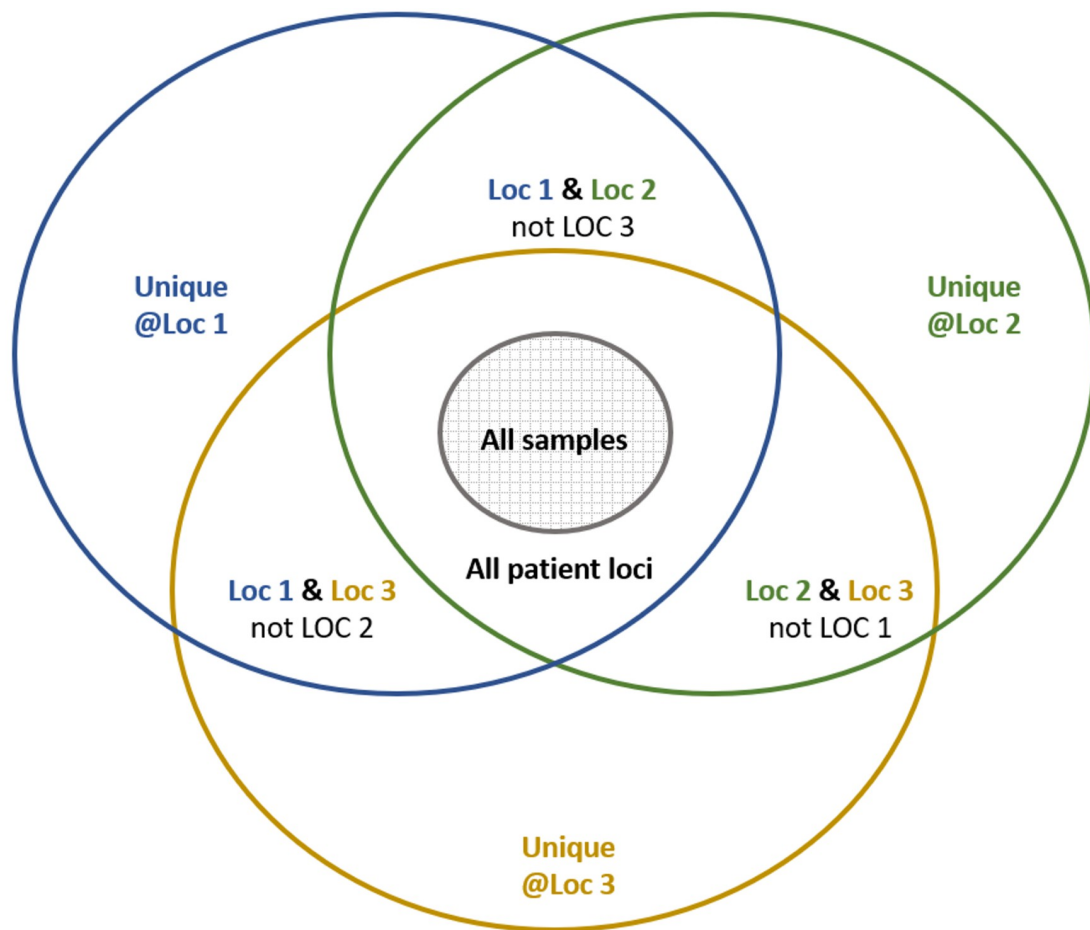 Loc 1 & Loc 2
not LOC 3
Unique
@Loc 1
Unique
@Loc 2
All samples
All patient loci
Loc 1 & Loc 3
not LOC 2
Loc 2 & Loc 3
not LOC 1
Unique
@Loc 3